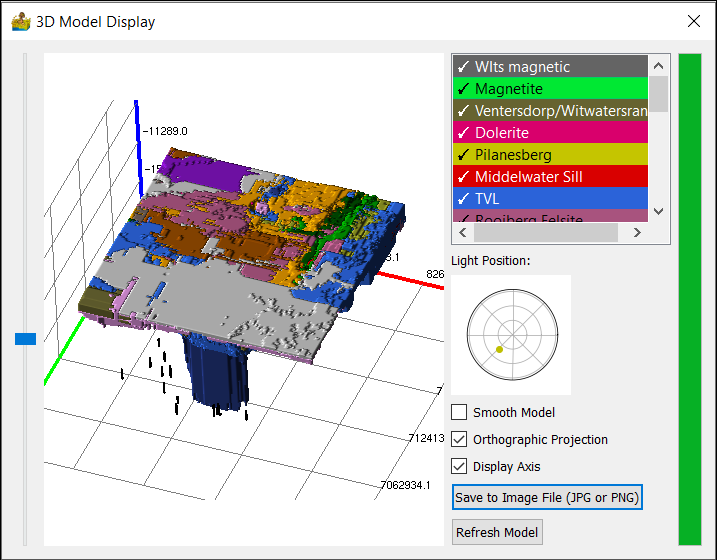 3D Model Display
-11289.0
-15
3.1
826
7
712413
7062934.1
✓ Wits magnetic
✓ Magnetite
✓ Ventersdorp/Witwatersran
✓ Dolerite
✓ Pilanesberg
✓ Middelwater Sill
✓ TVL
✓ Rooiberg Felsite
Light Position:
Smooth Model
Orthographic Projection
Display Axis
Save to Image File (JPG or PNG)
Refresh Model